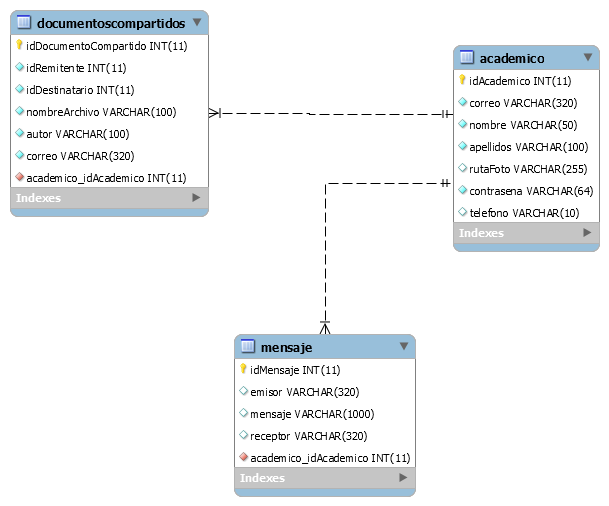 documentoscompartidos
idDocumentoCompartido INT(11)
idRemitente INT(11)
idDestinatario INT(11)
nombreArchivo VARCHAR(100)
autor VARCHAR(100)
correo VARCHAR(320)
academico_idAcademico INT(11)
Indexes
academico
idAcademico INT(11)
correo VARCHAR(320)
nombre VARCHAR(50)
apellidos VARCHAR(100)
rutaFoto VARCHAR(255)
contrasena VARCHAR(64)
telefono VARCHAR(10)
Indexes
mensaje
idMensaje INT(11)
emisor VARCHAR(320)
mensaje VARCHAR(1000)
receptor VARCHAR(320)
academico_idAcademico INT(11)
Indexes